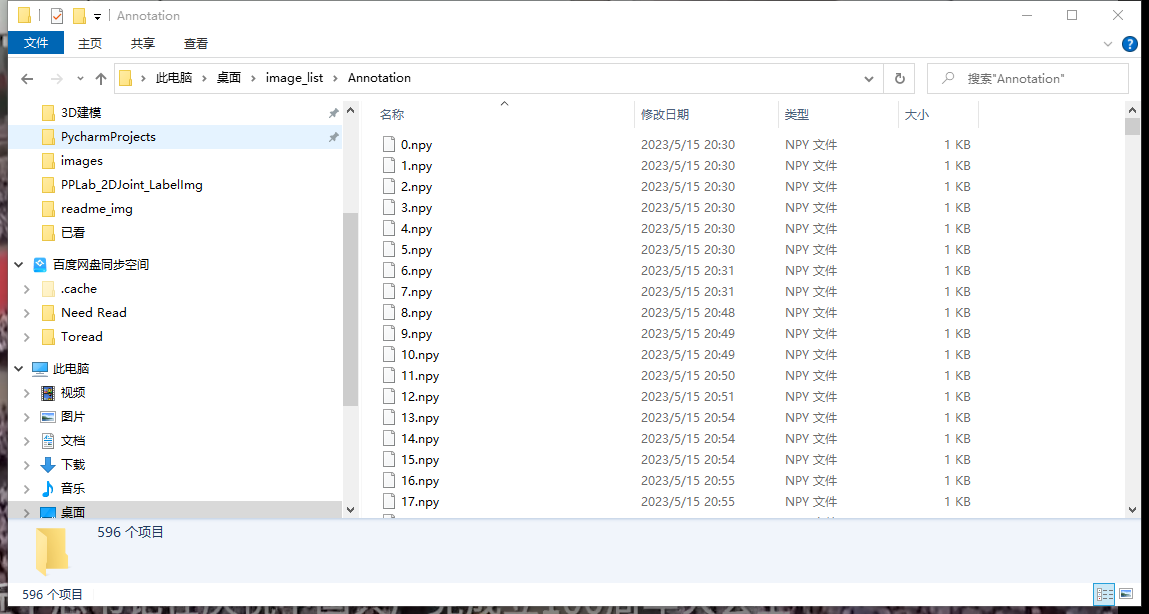 Annotation
文件 主页 共享 查看
此电脑 桌面 image_list Annotation 搜索"Annotation"
3D建模
PycharmProjects
images
PPLab_2DJoint_LabelImg
readme_img
已看
百度网盘同步空间
.cache
Need Read
Toread
此电脑
视频
图片
文档
下载
音乐
桌面
名称 修改日期 类型 大小
0.npy 2023/5/15 20:30 NPY 文件 1 KB
1.npy 2023/5/15 20:30 NPY 文件 1 KB
2.npy 2023/5/15 20:30 NPY 文件 1 KB
3.npy 2023/5/15 20:30 NPY 文件 1 KB
4.npy 2023/5/15 20:30 NPY 文件 1 KB
5.npy 2023/5/15 20:30 NPY 文件 1 KB
6.npy 2023/5/15 20:31 NPY 文件 1 KB
7.npy 2023/5/15 20:31 NPY 文件 1 KB
8.npy 2023/5/15 20:48 NPY 文件 1 KB
9.npy 2023/5/15 20:49 NPY 文件 1 KB
10.npy 2023/5/15 20:49 NPY 文件 1 KB
11.npy 2023/5/15 20:50 NPY 文件 1 KB
12.npy 2023/5/15 20:51 NPY 文件 1 KB
13.npy 2023/5/15 20:54 NPY 文件 1 KB
14.npy 2023/5/15 20:54 NPY 文件 1 KB
15.npy 2023/5/15 20:54 NPY 文件 1 KB
16.npy 2023/5/15 20:55 NPY 文件 1 KB
17.npy 2023/5/15 20:55 NPY 文件 1 KB
596 个项目
596 个项目